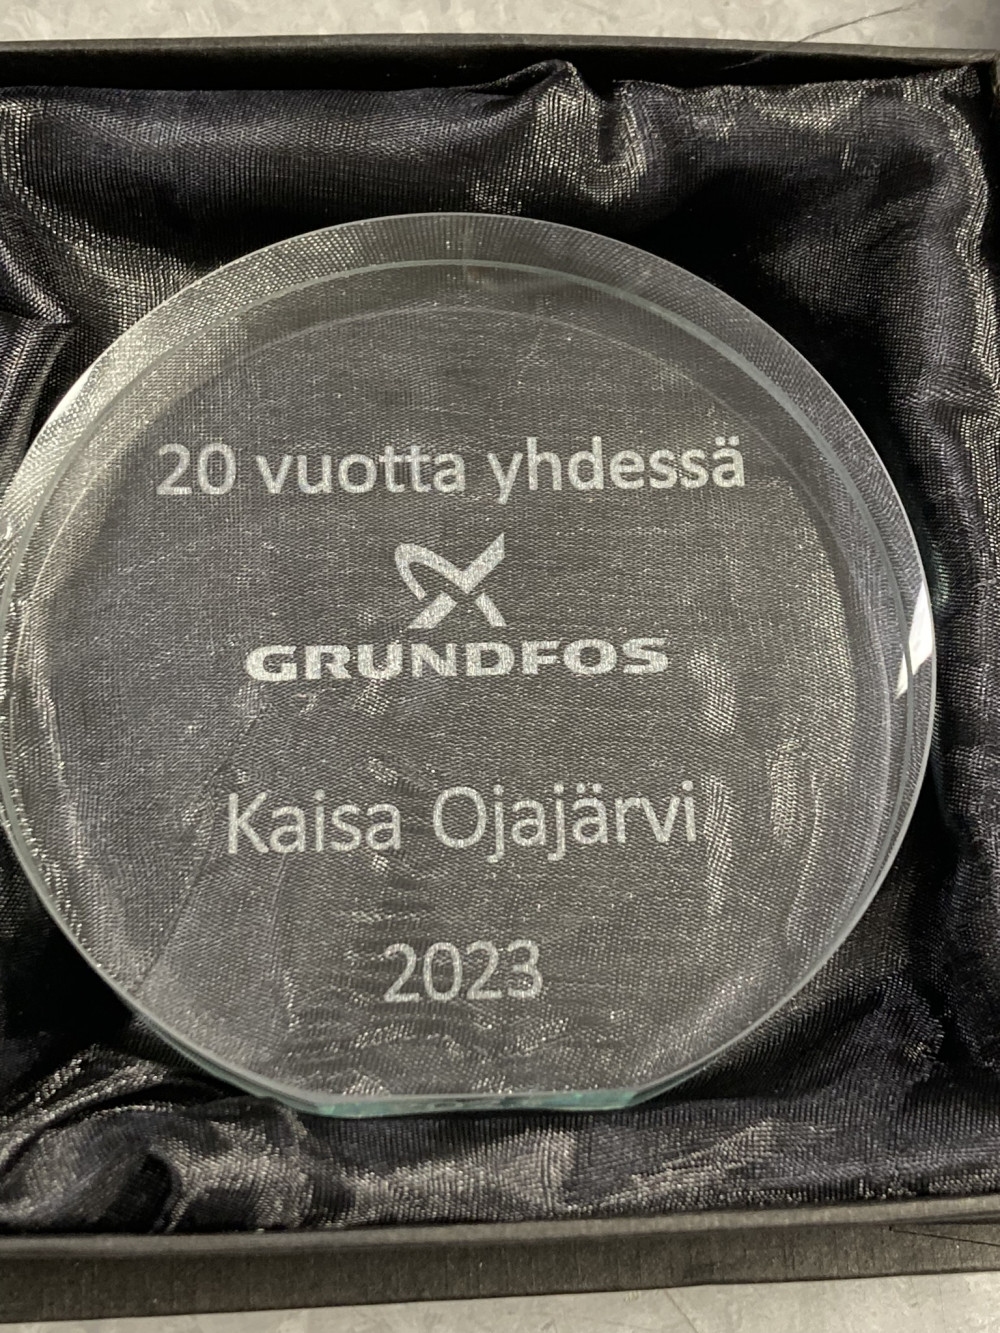 20 vuotta yhdessä
GRUNDFOS
Kaisa Ojajärvi
2023